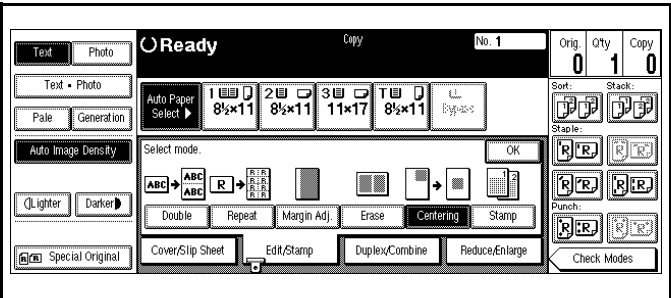 Text Photo
Text • Photo
Pale Generation
Auto Image Density
Lighter Darker
Special Original
Ready Copy No. 1
Auto Paper Select ▶
1 8½×11
2 8½×11
3 11×17
T 8½×11
Bypass
Select mode. OK
ABC ABC ABC
R R R R R R R R R
1 2
Double Repeat Margin Adj. Erase Centering Stamp
Cover/Slip Sheet Edit/Stamp Duplex/Combine Reduce/Enlarge
Orig. Q'ty Copy
0 1 0
Sort: Stack:
Staple:
R R R R
R R R R
Punch:
R R R R
Check Modes